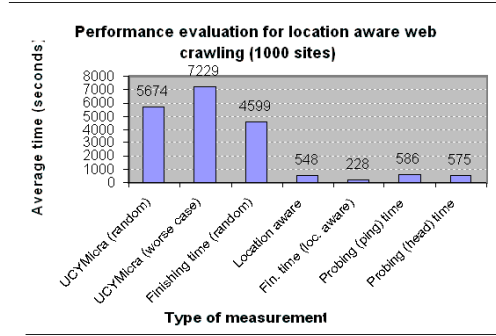 Performance evaluation for location aware web
crawling (1000 sites)
Average time (seconds)
8000
7000
6000
5000
4000
3000
2000
1000
0
5674
7229
4599
548
228
586
575
UCYMicra (random)
UCYMicra (worse case)
Finishing time (random)
Location aware
Fin. time (loc. aware)
Probing (ping) time
Probing (head) time
Type of measurement